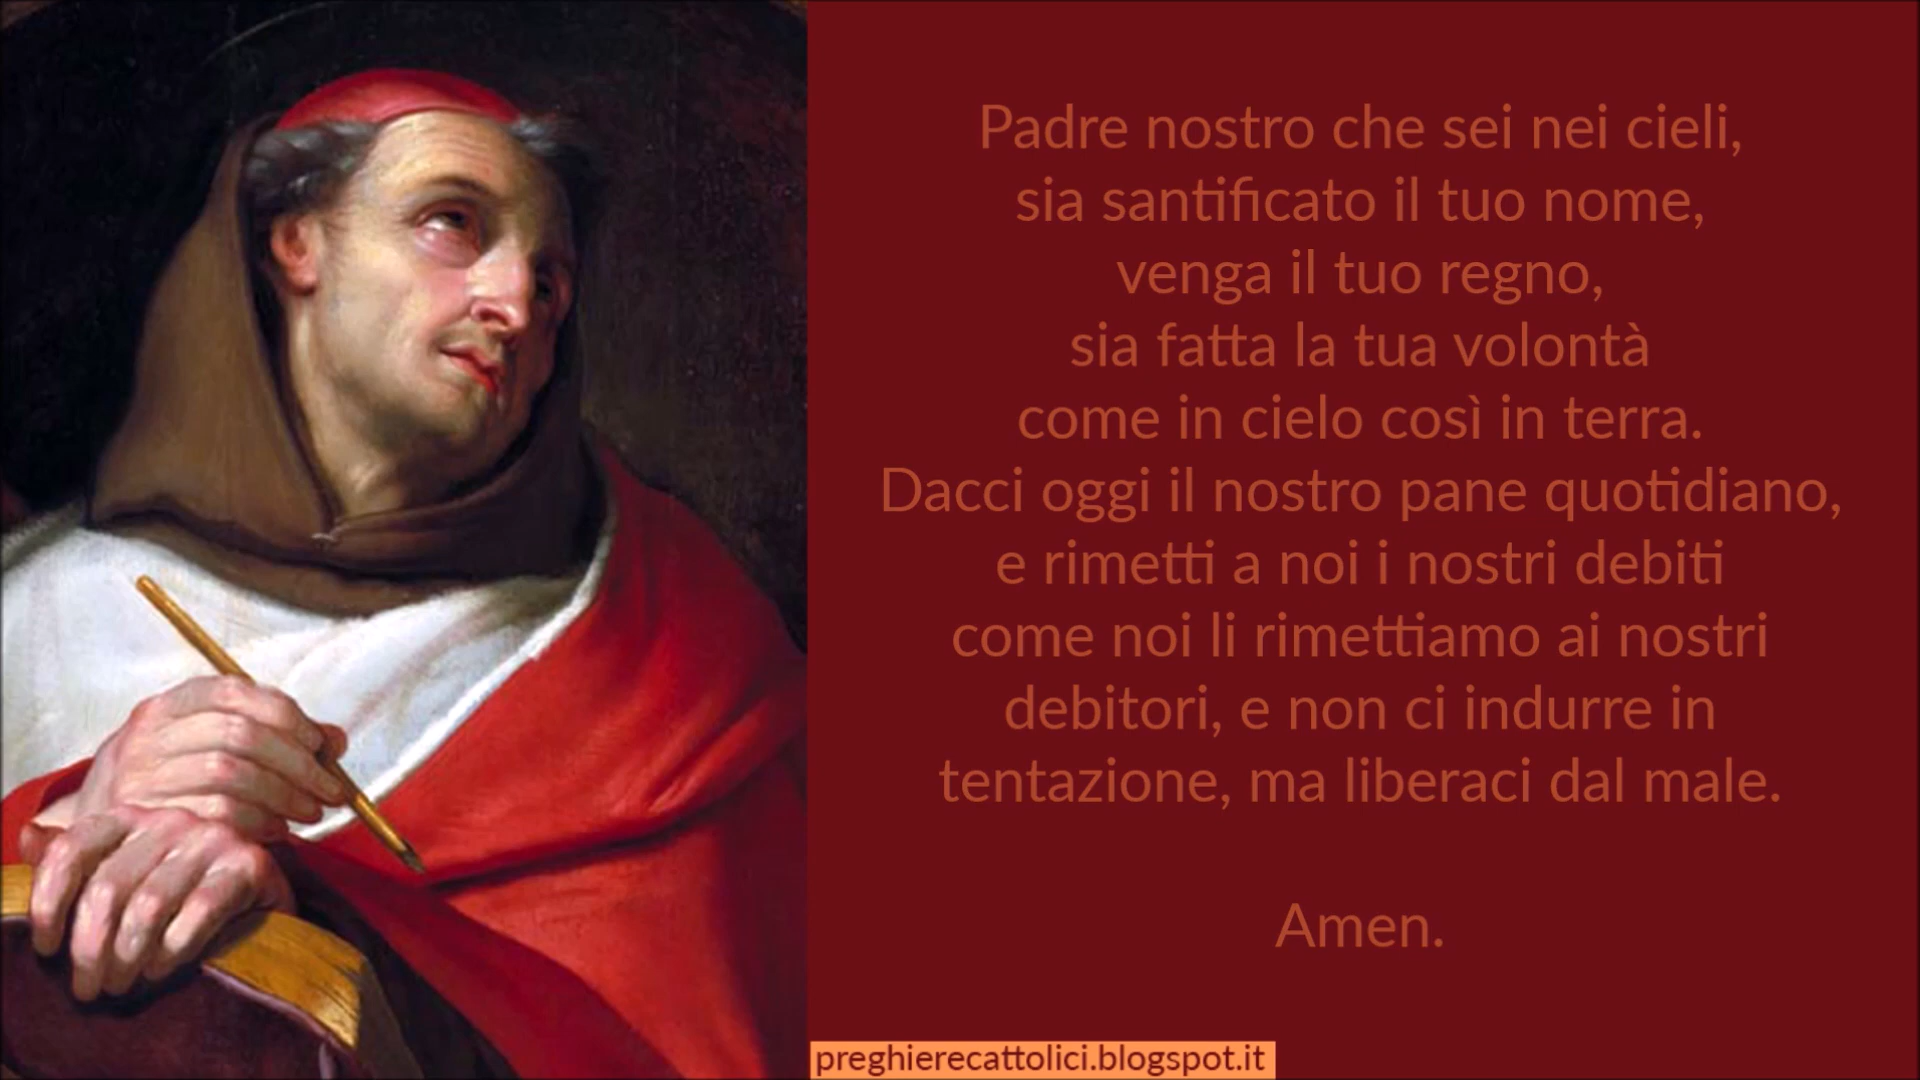 Padre nostro che sei nei cieli,
sia santificato il tuo nome,
venga il tuo regno,
sia fatta la tua volontà
come in cielo così in terra.
Dacci oggi il nostro pane quotidiano,
e rimetti a noi i nostri debiti
come noi li rimettiamo ai nostri
debitori, e non ci indurre in
tentazione, ma liberaci dal male.
Amen.
preghierecattolici.blogspot.it